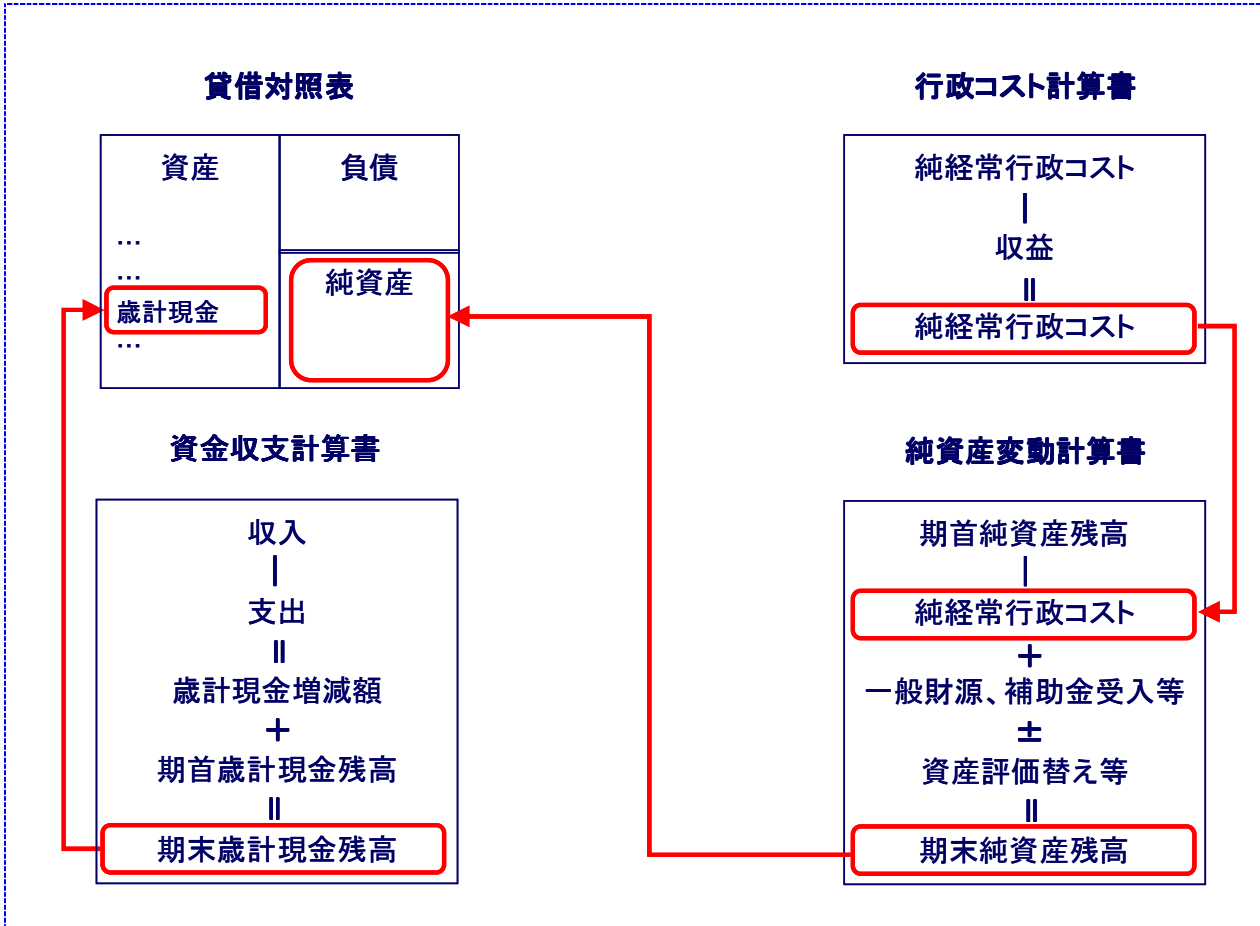 貸借対照表
資産
負債
…
…
歳計現金
…
純資産
行政コスト計算書
純経常行政コスト
|
収益
||
純経常行政コスト
資金収支計算書
収入
|
支出
||
歳計現金増減額
+
期首歳計現金残高
||
期末歳計現金残高
純資産変動計算書
期首純資産残高
|
純経常行政コスト
+
一般財源、補助金受入等
±
資産評価替え等
||
期末純資産残高